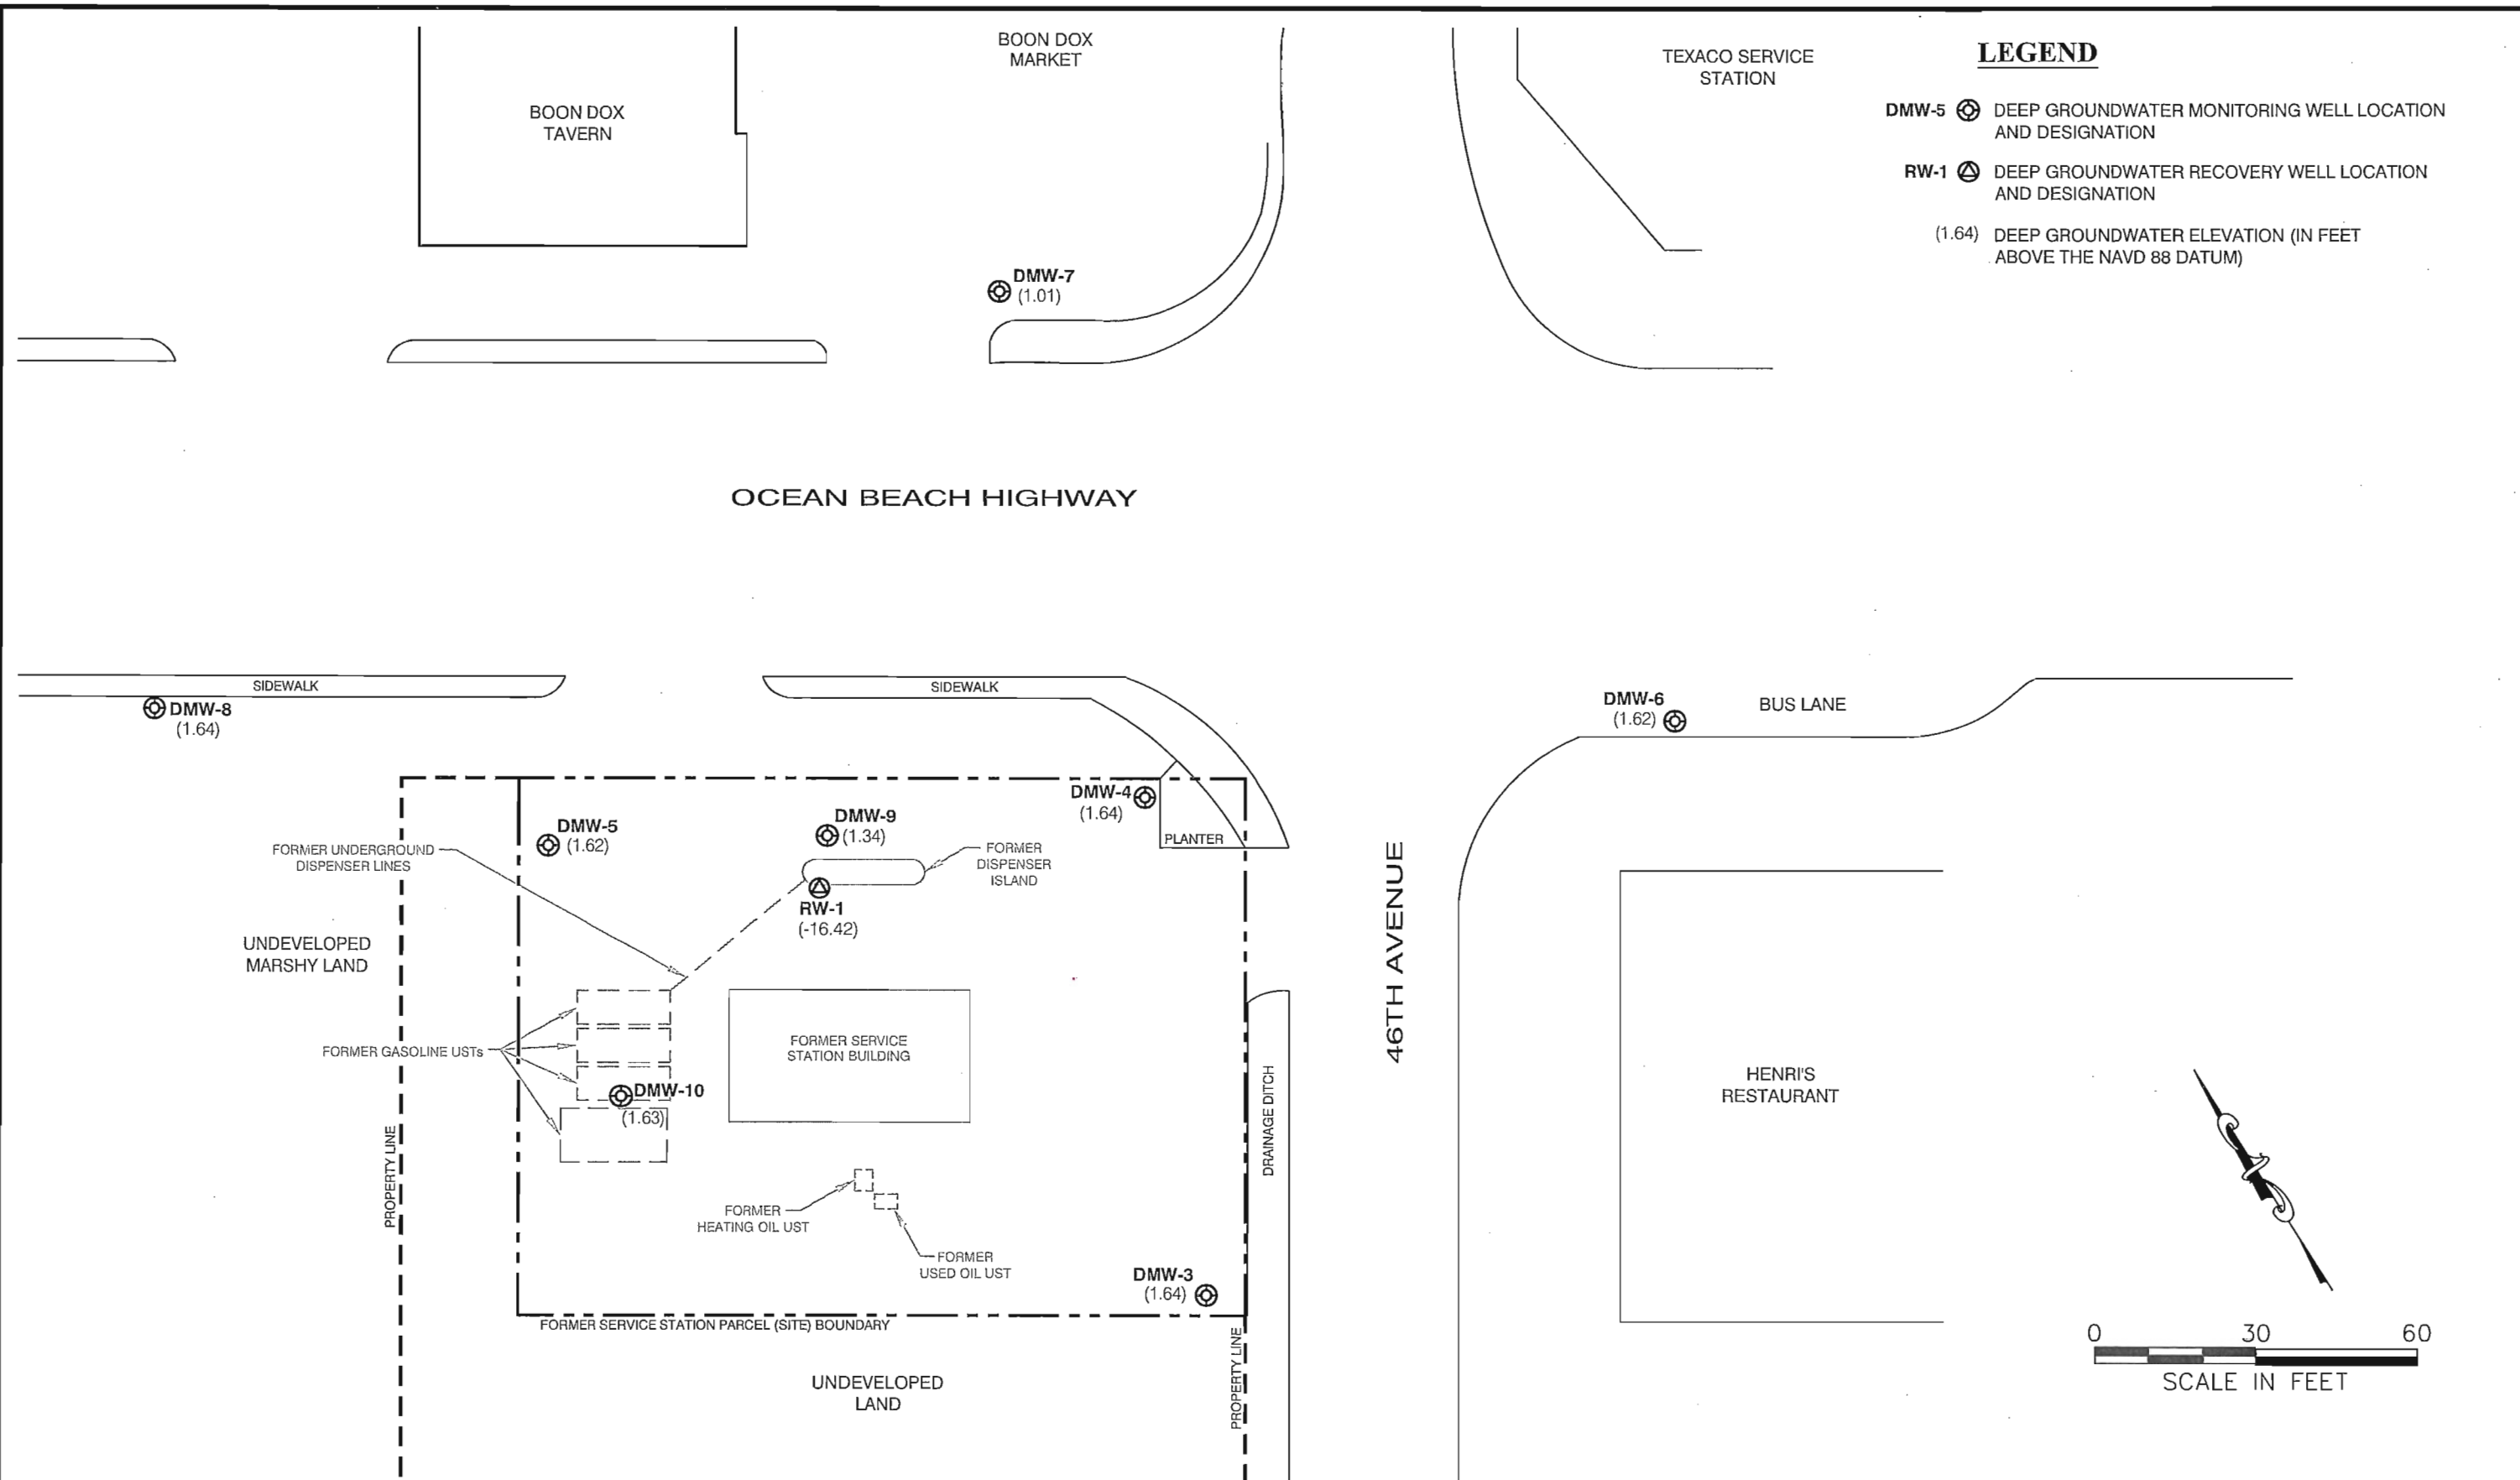 BOON DOX
MARKET
TEXACO SERVICE
STATION
LEGEND
BOON DOX
TAVERN
DMW-5 DEEP GROUNDWATER MONITORING WELL LOCATION
AND DESIGNATION
RW-1 DEEP GROUNDWATER RECOVERY WELL LOCATION
AND DESIGNATION
(1.64) DEEP GROUNDWATER ELEVATION (IN FEET
ABOVE THE NAVD 88 DATUM)
DMW-7
(1.01)
OCEAN BEACH HIGHWAY
SIDEWALK
SIDEWALK
DMW-8
(1.64)
DMW-6
(1.62)
BUS LANE
DMW-4
(1.64)
PLANTER
DMW-5
(1.62)
DMW-9
(1.34)
FORMER UNDERGROUND
DISPENSER LINES
FORMER
DISPENSER
ISLAND
RW-1
(-16.42)
46TH AVENUE
UNDEVELOPED
MARSHY LAND
FORMER GASOLINE USTs
FORMER SERVICE
STATION BUILDING
DMW-10
(1.63)
PROPERTY LINE
DRAINAGE DITCH
HENRI'S
RESTAURANT
FORMER
HEATING OIL UST
FORMER
USED OIL UST
DMW-3
(1.64)
FORMER SERVICE STATION PARCEL (SITE) BOUNDARY
PROPERTY LINE
UNDEVELOPED
LAND
0 30 60
SCALE IN FEET